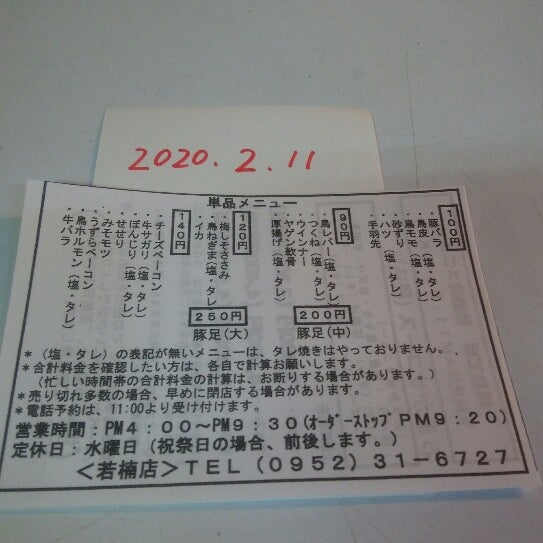 2020.2.11
単品メニュー
100円
・豚バラ
・鳥皮(塩・タレ)
・鳥モモ(塩・タレ)
・砂ずり
・ハツ
・手羽先
90円
・鳥レバー(塩・タレ)
・つくね(塩・タレ)
・ウインナー
・ヤゲン軟骨
・厚揚げ(塩・タレ)
200円
豚足(中)
120円
・梅しそささみ
・鳥ねぎま(塩・タレ)
・イカ
250円
豚足(大)
140円
・チーズベーコン
・牛サガリ(塩・タレ)
・ぼんじり(塩・タレ)
・せせり(塩・タレ)
・みそモツ
・うずらベーコン
・鳥ホルモン(塩・タレ)
・牛バラ
*(塩・タレ)の表記が無いメニューは、タレ焼きはやっておりません。
*合計料金を確認したい方は、各自で計算お願いします。
(忙しい時間帯の合計料金の計算は、お断りする場合があります。)
*売り切れ多数の場合、早めに閉店する場合があります。
*電話予約は、11:00より受け付けます。
営業時間:PM4:00〜PM9:30(オーダーストップPM9:20)
定休日:水曜日(祝祭日の場合、前後します。)
<若楠店>TEL(0952)31-6727